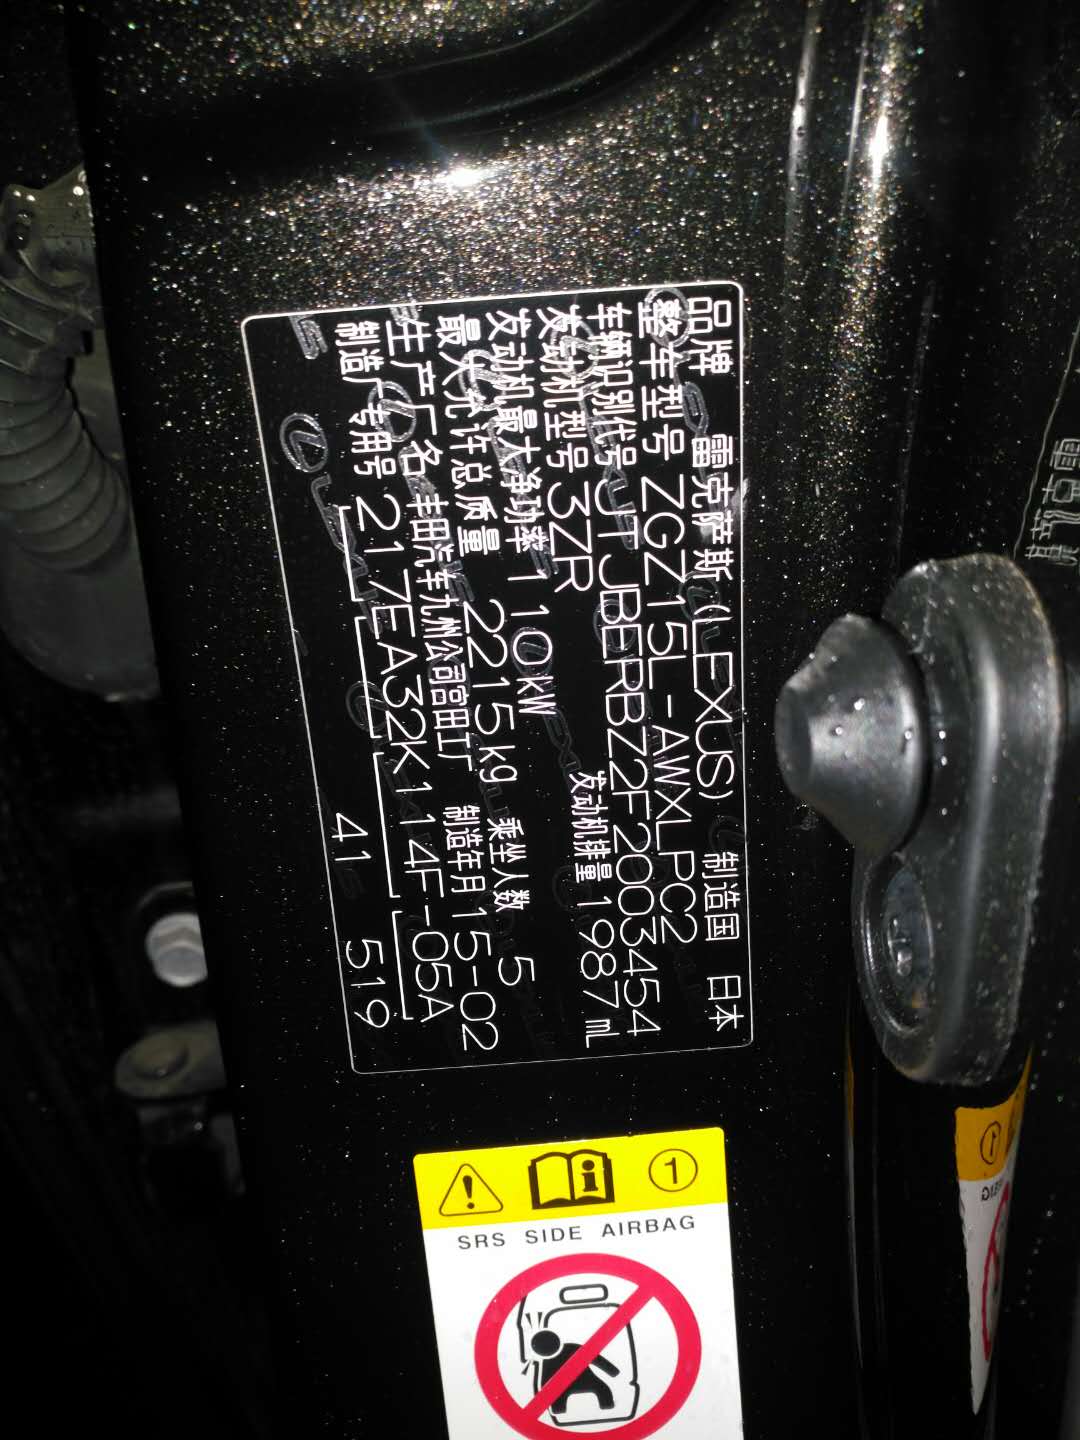 品牌 雷克萨斯(LEXUS) 制造国 日本
整车型号 ZGZ15L-AWXLPC2
车辆识别代号 JTJBERBZ2F2003454
发动机型号 3ZR 发动机排量 1987ml
发动机最大净功率 110kW
最大允许总质量 2215kg 乘坐人数 5
生产厂名 丰田汽车九州公司宫田工厂 制造年月 15-02
制造厂专用号 217EA32K114F-05A
41 519
1
SRS SIDE AIRBAG